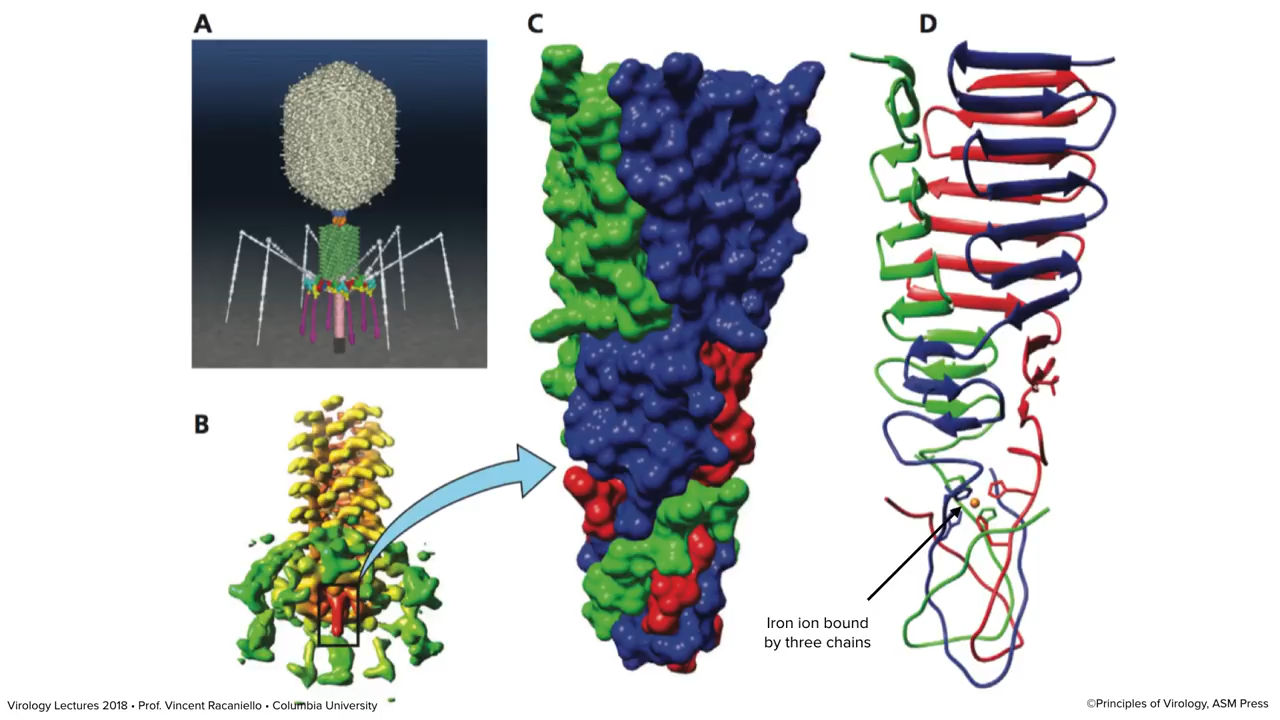 A
C
D
B
Iron ion bound
by three chains
Virology Lectures 2018 • Prof. Vincent Racaniello • Columbia University
©Principles of Virology, ASM Press